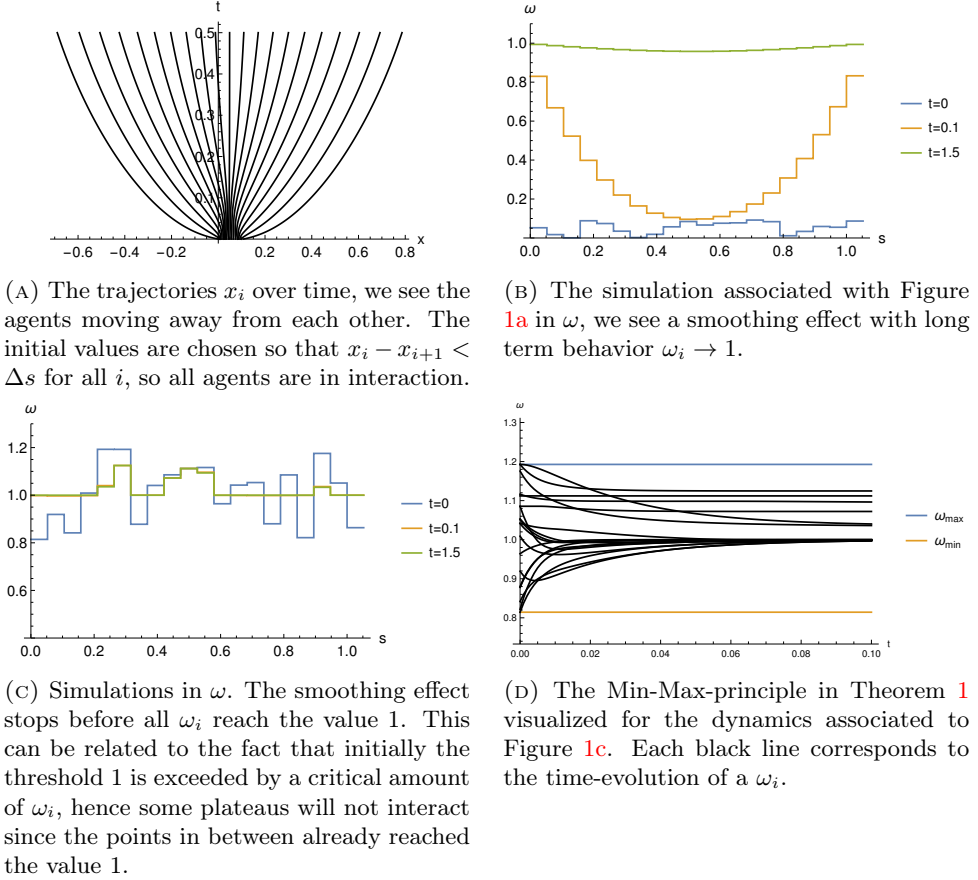 t
0.5
0.4
0.3
0.2
0.1
−0.6 −0.4 −0.2 0.2 0.4 0.6 0.8
x
ω
1.0
0.8
0.6
0.4
0.2
0.0 0.2 0.4 0.6 0.8 1.0
s
t=0
t=0.1
t=1.5
(A) The trajectories xᵢ over time, we see the
agents moving away from each other. The
initial values are chosen so that xᵢ − xᵢ₊₁ <
Δs for all i, so all agents are in interaction.
(B) The simulation associated with Figure
1a in ω, we see a smoothing effect with long
term behavior ωᵢ → 1.
ω
1.2
1.0
0.8
0.6
0.0 0.2 0.4 0.6 0.8 1.0
s
t=0
t=0.1
t=1.5
ω
1.3
1.2
1.1
1.0
0.9
0.8
0.00 0.02 0.04 0.06 0.08 0.10
t
ωmax
ωmin
(C) Simulations in ω. The smoothing effect
stops before all ωᵢ reach the value 1. This
can be related to the fact that initially the
threshold 1 is exceeded by a critical amount
of ωᵢ, hence some plateaus will not interact
since the points in between already reached
the value 1.
(D) The Min-Max-principle in Theorem 1
visualized for the dynamics associated to
Figure 1c. Each black line corresponds to
the time-evolution of a ωᵢ.